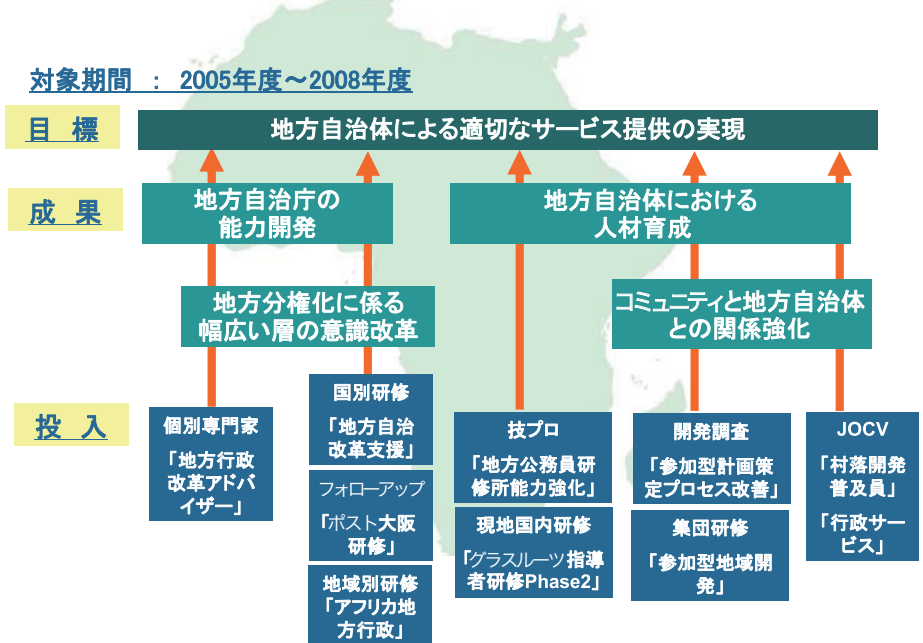 対象期間 : 2005年度～2008年度
目 標
地方自治体による適切なサービス提供の実現
成 果
地方自治庁の
能力開発
地方自治体における
人材育成
地方分権化に係る
幅広い層の意識改革
コミュニティと地方自治体
との関係強化
投 入
個別専門家
「地方行政
改革アドバ
イザー」
国別研修
「地方自治
改革支援」
フォローアップ
「ポスト大阪
研修」
地域別研修
「アフリカ地
方行政」
技プロ
「地方公務員研
修所能力強化」
現地国内研修
「グラスルーツ指導
者研修Phase2」
開発調査
「参加型計画策
定プロセス改善」
集団研修
「参加型地域開
発」
JOCV
「村落開発
普及員」
「行政サー
ビス」